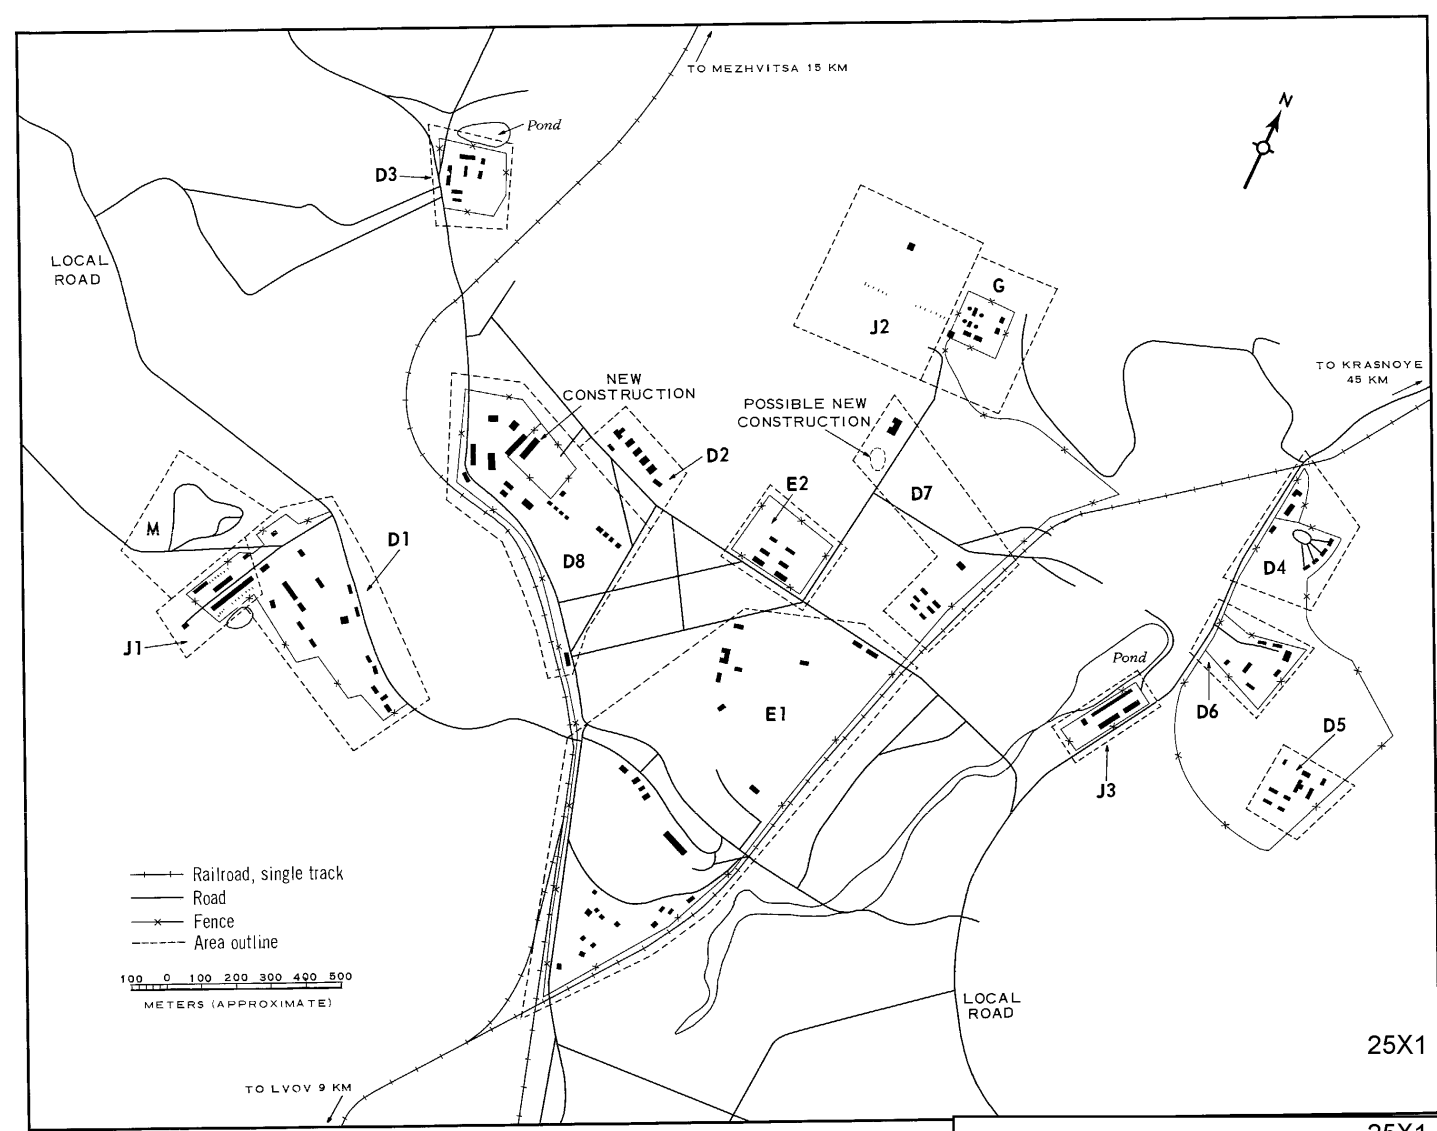 TO MEZHVITSA 15 KM
N
Pond
D3
LOCAL
ROAD
G
J2
TO KRASNOYE
45 KM
NEW
CONSTRUCTION
POSSIBLE NEW
CONSTRUCTION
D2
E2
D7
M
D1
D8
D4
J1
Pond
E1
D6
D5
J3
Railroad, single track
Road
Fence
Area outline
100 0 100 200 300 400 500
METERS (APPROXIMATE)
LOCAL
ROAD
25X1
TO LVOV 9 KM
25X1